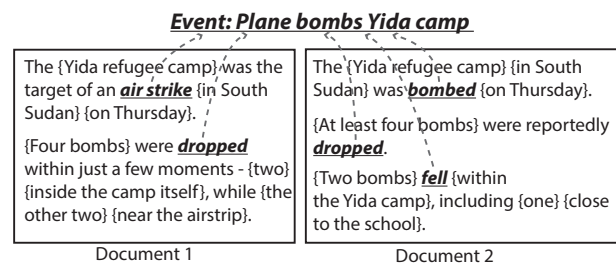 Event: Plane bombs Yida camp
The {Yida refugee camp} was the
target of an air strike {in South
Sudan} {on Thursday}.
{Four bombs} were dropped
within just a few moments - {two}
{inside the camp itself}, while {the
other two} {near the airstrip}.
Document 1
The {Yida refugee camp} {in South
Sudan} was bombed {on Thursday}.
{At least four bombs} were reportedly
dropped.
{Two bombs} fell {within
the Yida camp}, including {one} {close
to the school}.
Document 2